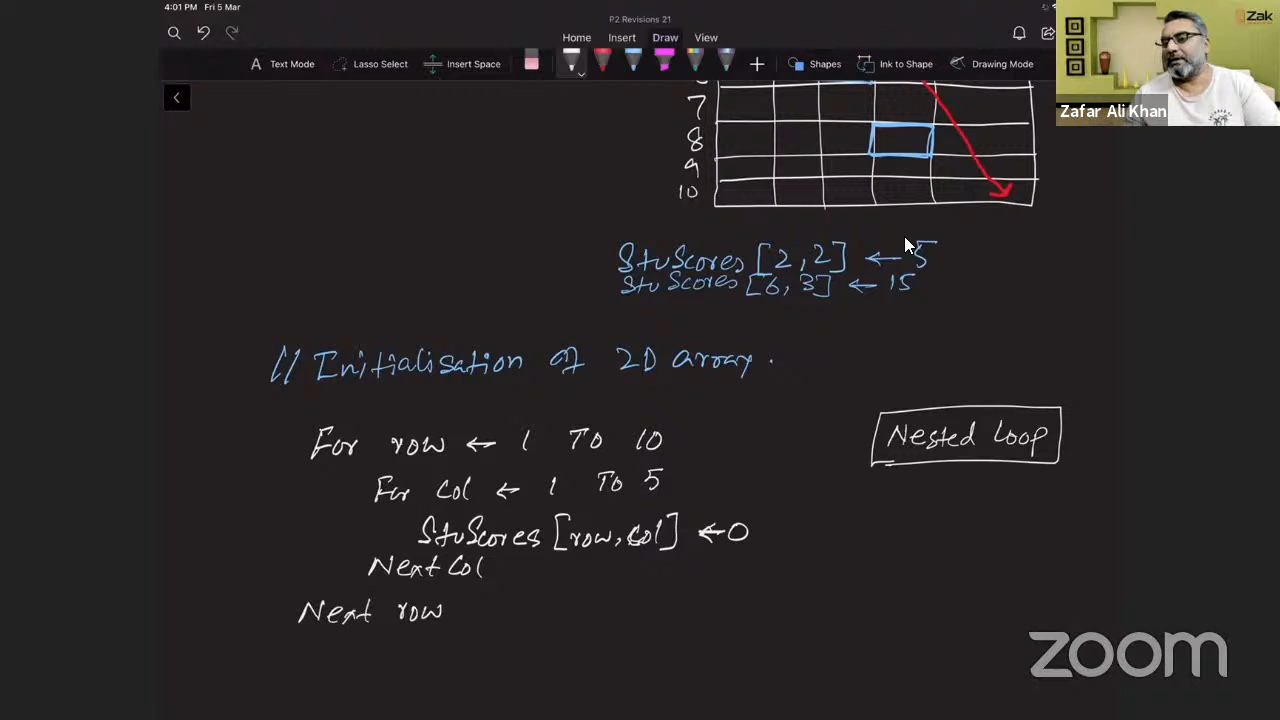 4:01 PM Fri 5 Mar
P2 Revisions 21
Home Insert Draw View
Text Mode Lasso Select Insert Space Shapes Ink to Shape Drawing Mode
Zak
Zafar Ali Khan
7
8
9
10
StuScores [2,2] ← 5
StuScores [6,3] ← 15
// Initialisation of 2D array.
For row ← 1 To 10
Nested Loop
For Col ← 1 To 5
StuScores [row, col] ← 0
Next Col
Next row
zoom